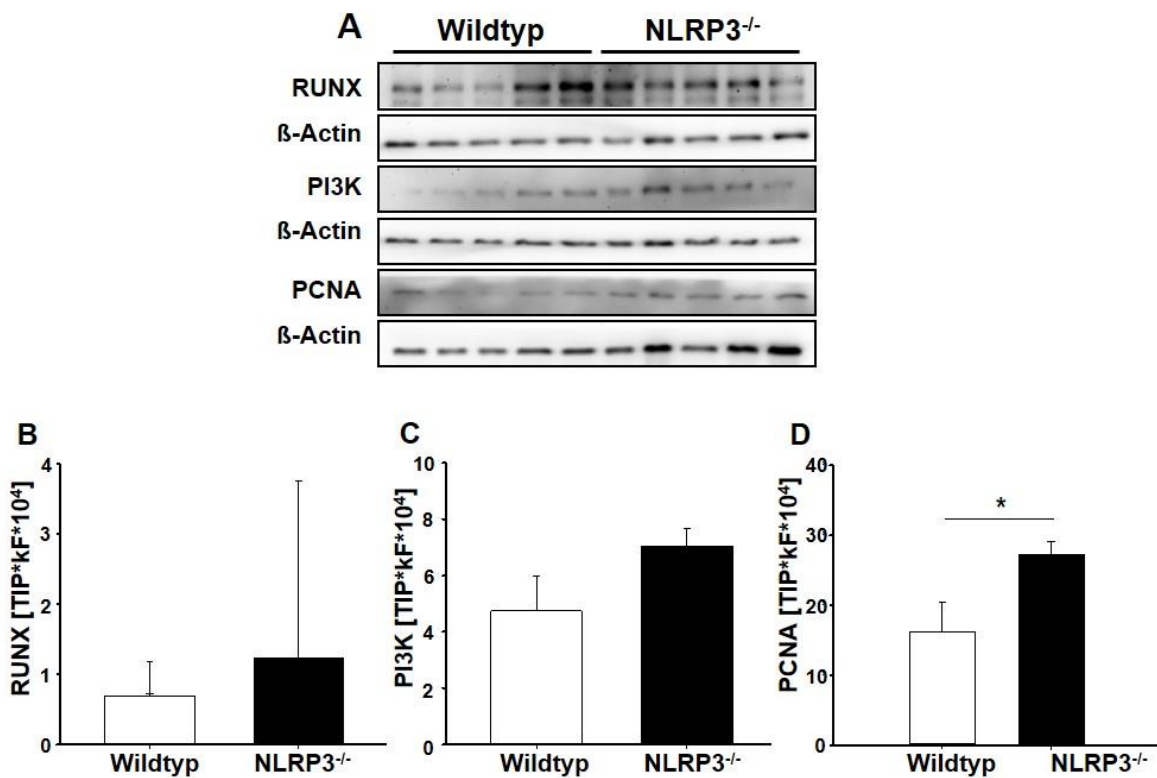 A
Wildtyp NLRP3-/-
RUNX
ß-Actin
PI3K
ß-Actin
PCNA
ß-Actin
B
RUNX [TIP*kF*10⁴]
4
3
2
1
0
Wildtyp NLRP3-/-
C
PI3K [TIP*kF*10⁴]
10
8
6
4
2
0
Wildtyp NLRP3-/-
D
PCNA [TIP*kF*10⁴]
40
30
20
10
0
*
Wildtyp NLRP3-/-